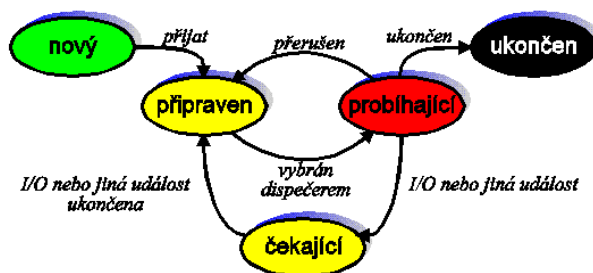 nový
přijat
přerušen
ukončen
ukončen
připraven
probíhající
vybrán
dispečerem
I/O nebo jiná událost
ukončena
I/O nebo jiná událost
čekající